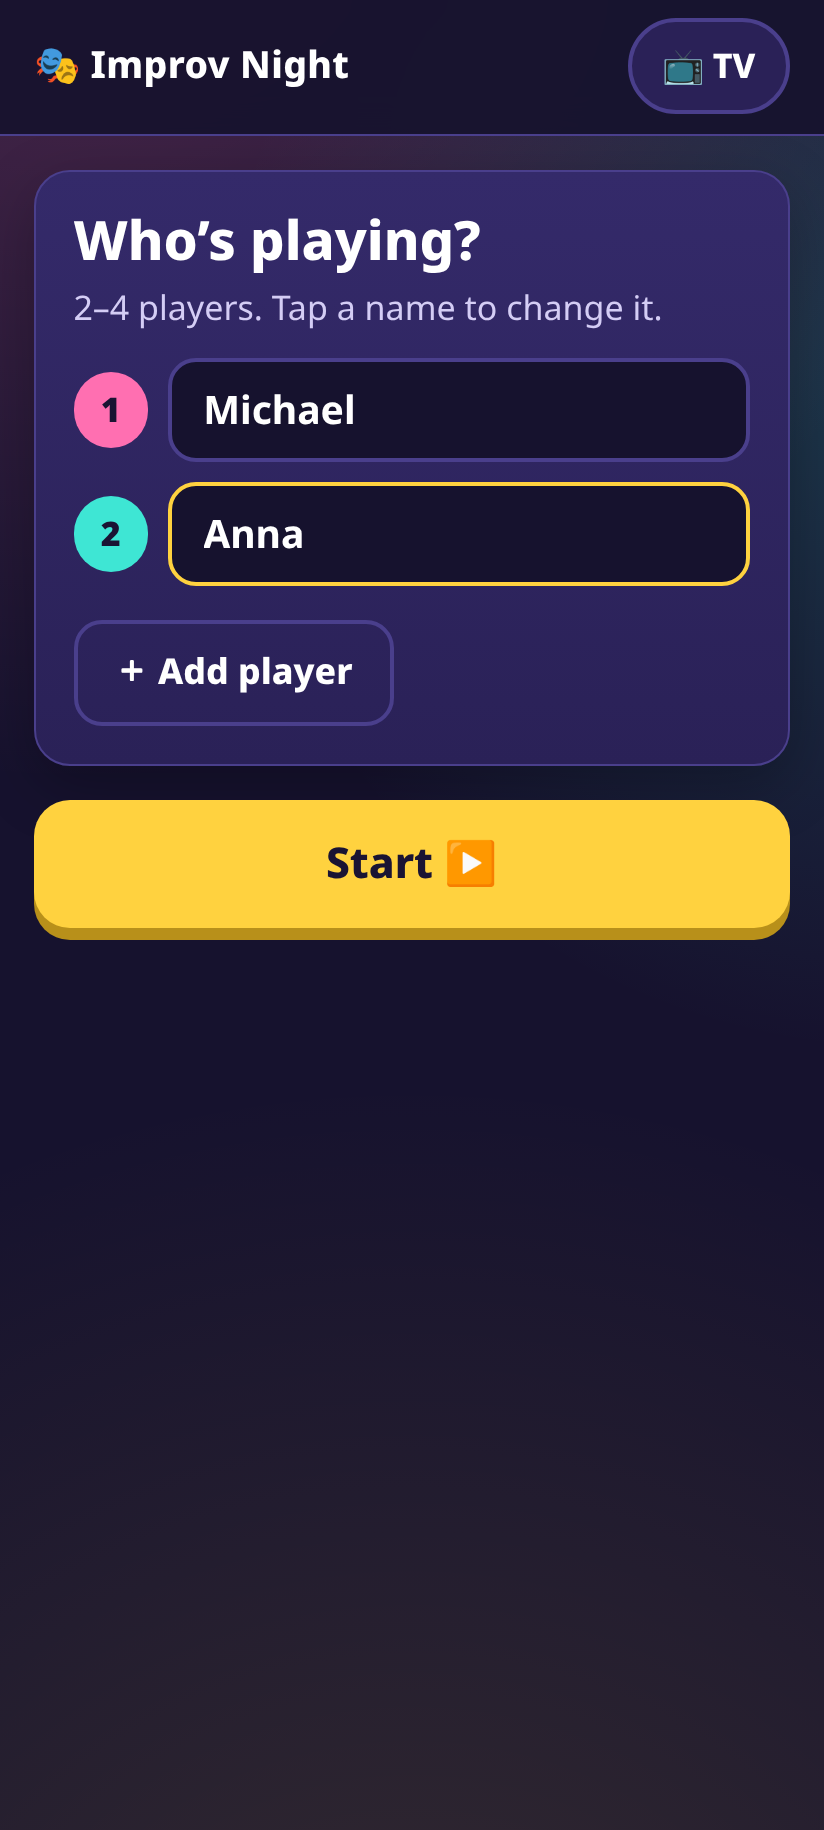 🎭 Improv Night
📺 TV
Who’s playing?
2–4 players. Tap a name to change it.
1
Michael
2
Anna
+ Add player
Start ▶️